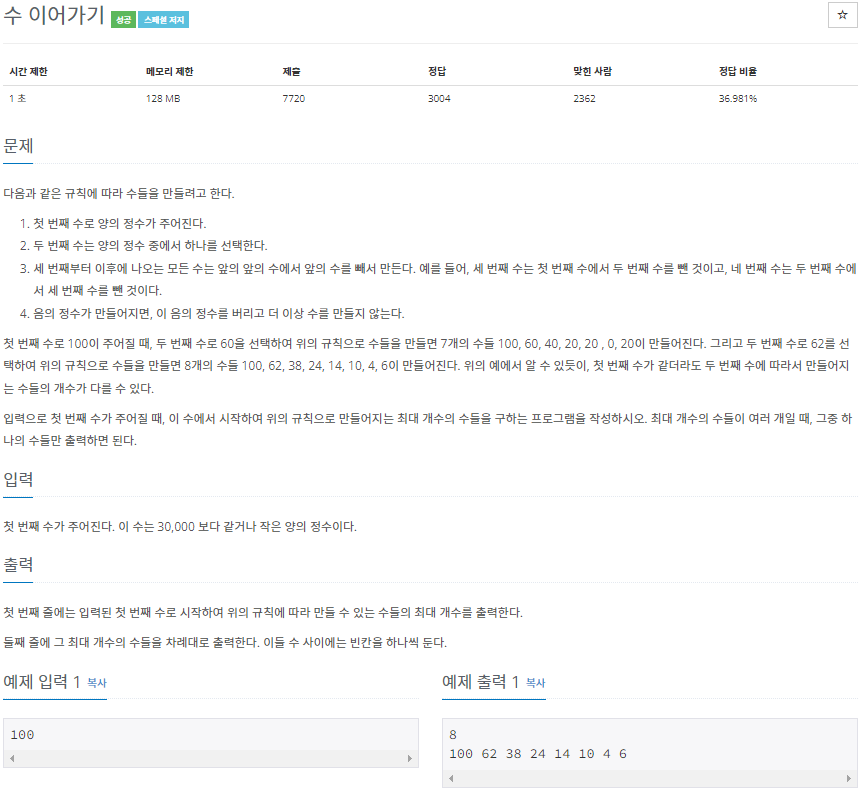 수 이어가기 성공 스페셜 저지
☆
시간 제한 메모리 제한 제출 정답 맞힌 사람 정답 비율
1 초 128 MB 7720 3004 2362 36.981%
문제
다음과 같은 규칙에 따라 수들을 만들려고 한다.
1. 첫 번째 수로 양의 정수가 주어진다.
2. 두 번째 수는 양의 정수 중에서 하나를 선택한다.
3. 세 번째부터 이후에 나오는 모든 수는 앞의 앞의 수에서 앞의 수를 빼서 만든다. 예를 들어, 세 번째 수는 첫 번째 수에서 두 번째 수를 뺀 것이고, 네 번째 수는 두 번째 수에
서 세 번째 수를 뺀 것이다.
4. 음의 정수가 만들어지면, 이 음의 정수를 버리고 더 이상 수를 만들지 않는다.
첫 번째 수로 100이 주어질 때, 두 번째 수로 60을 선택하여 위의 규칙으로 수들을 만들면 7개의 수들 100, 60, 40, 20, 20 , 0, 20이 만들어진다. 그리고 두 번째 수로 62를 선
택하여 위의 규칙으로 수들을 만들면 8개의 수들 100, 62, 38, 24, 14, 10, 4, 6이 만들어진다. 위의 예에서 알 수 있듯이, 첫 번째 수가 같더라도 두 번째 수에 따라서 만들어지
는 수들의 개수가 다를 수 있다.
입력으로 첫 번째 수가 주어질 때, 이 수에서 시작하여 위의 규칙으로 만들어지는 최대 개수의 수들을 구하는 프로그램을 작성하시오. 최대 개수의 수들이 여러 개일 때, 그중 하
나의 수들만 출력하면 된다.
입력
첫 번째 수가 주어진다. 이 수는 30,000 보다 같거나 작은 양의 정수이다.
출력
첫 번째 줄에는 입력된 첫 번째 수로 시작하여 위의 규칙에 따라 만들 수 있는 수들의 최대 개수를 출력한다.
둘째 줄에 그 최대 개수의 수들을 차례대로 출력한다. 이들 수 사이에는 빈칸을 하나씩 둔다.
예제 입력 1 복사
100
예제 출력 1 복사
8
100 62 38 24 14 10 4 6